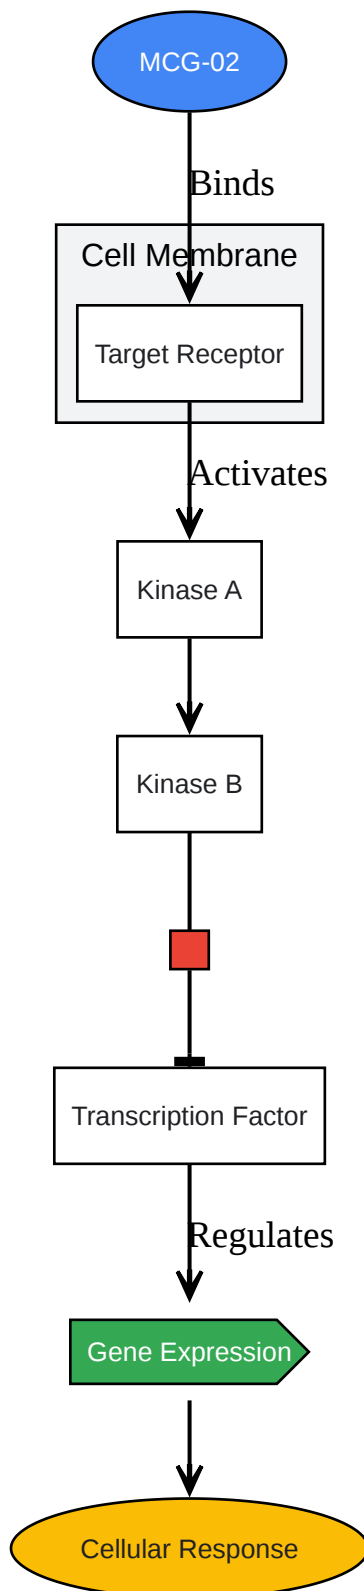 MCG-02
Binds
Cell Membrane
Target Receptor
Activates
Kinase A
Kinase B
Transcription Factor
Regulates
Gene Expression
Cellular Response